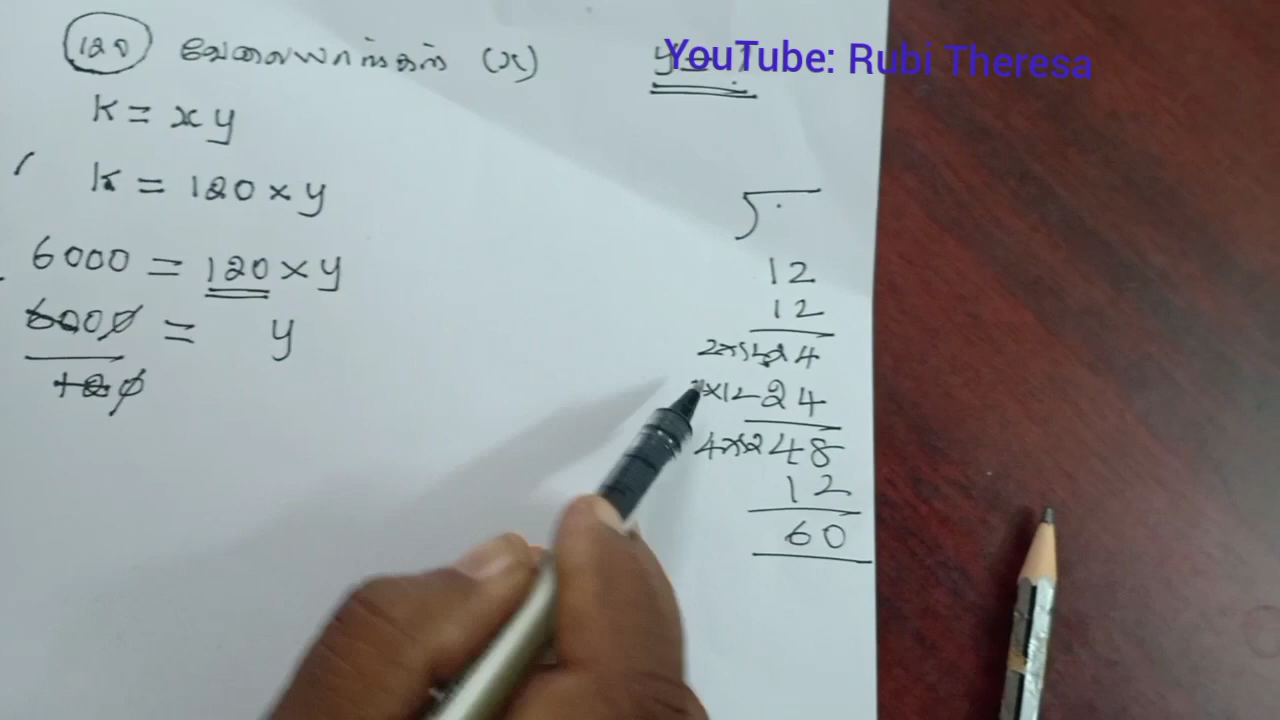 120 வேலையாட்கள் (x) y = ?
YouTube: Rubi Theresa
k = xy
k = 120 × y
6000 = 120 × y
6000 = y
120
12
12
24
24
48
12
60